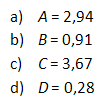 a) A = 2,94
b) B = 0,91
c) C = 3,67
d) D = 0,28